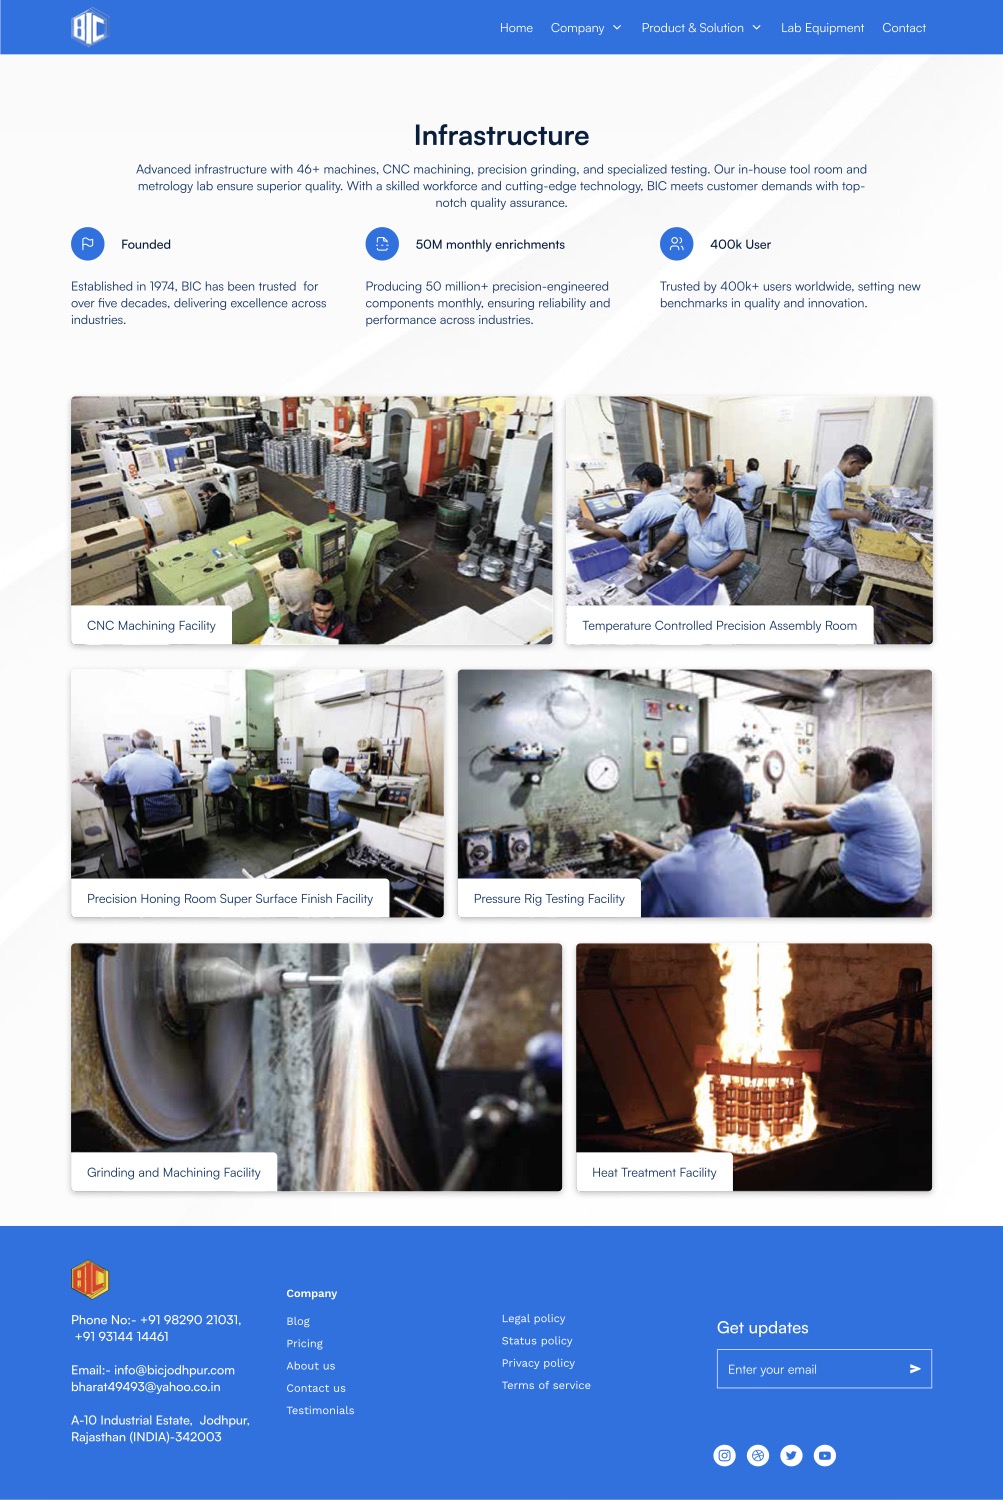 BIC
Home Company Product & Solution Lab Equipment Contact
Infrastructure
Advanced infrastructure with 46+ machines, CNC machining, precision grinding, and specialized testing. Our in-house tool room and
metrology lab ensure superior quality. With a skilled workforce and cutting-edge technology, BIC meets customer demands with top-
notch quality assurance.
Founded
Established in 1974, BIC has been trusted for
over five decades, delivering excellence across
industries.
50M monthly enrichments
Producing 50 million+ precision-engineered
components monthly, ensuring reliability and
performance across industries.
400k User
Trusted by 400k+ users worldwide, setting new
benchmarks in quality and innovation.
CNC Machining Facility
Temperature Controlled Precision Assembly Room
Precision Honing Room Super Surface Finish Facility
Pressure Rig Testing Facility
Grinding and Machining Facility
Heat Treatment Facility
BIC
Phone No:- +91 98290 21031,
+91 93144 14461
Email:- info@bicjodhpur.com
bharat49493@yahoo.co.in
A-10 Industrial Estate, Jodhpur,
Rajasthan (INDIA)-342003
Company
Blog
Pricing
About us
Contact us
Testimonials
Legal policy
Status policy
Privacy policy
Terms of service
Get updates
Enter your email